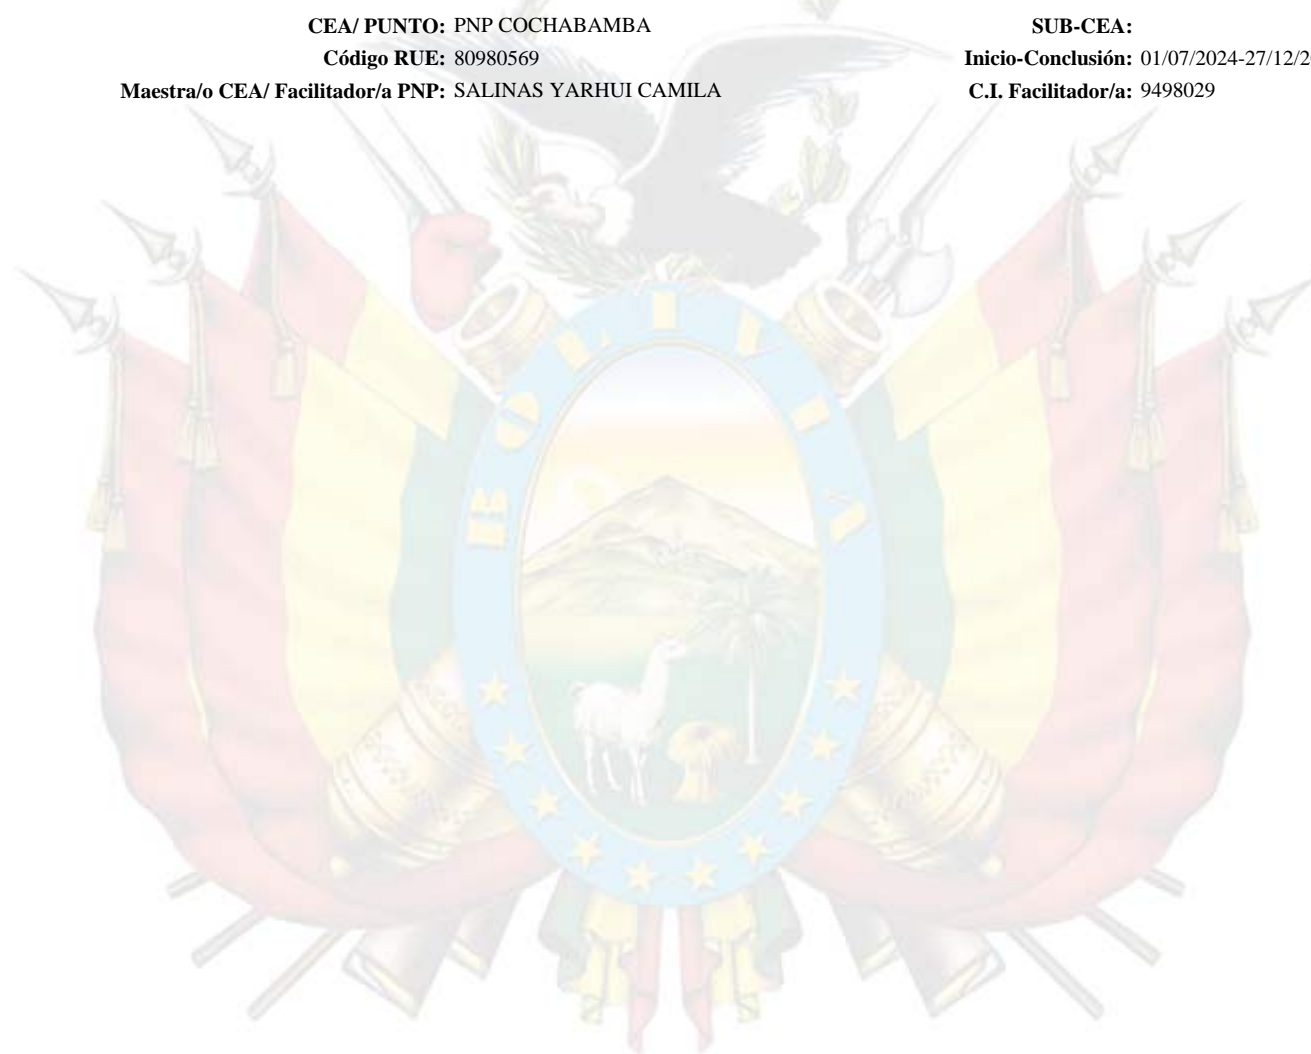 CEA/ PUNTO: PNP COCHABAMBA SUB-CEA:
Código RUE: 80980569 Inicio-Conclusión: 01/07/2024-27/12/2
Maestra/o CEA/ Facilitador/a PNP: SALINAS YARHUI CAMILA C.I. Facilitador/a: 9498029
BOLIVIA